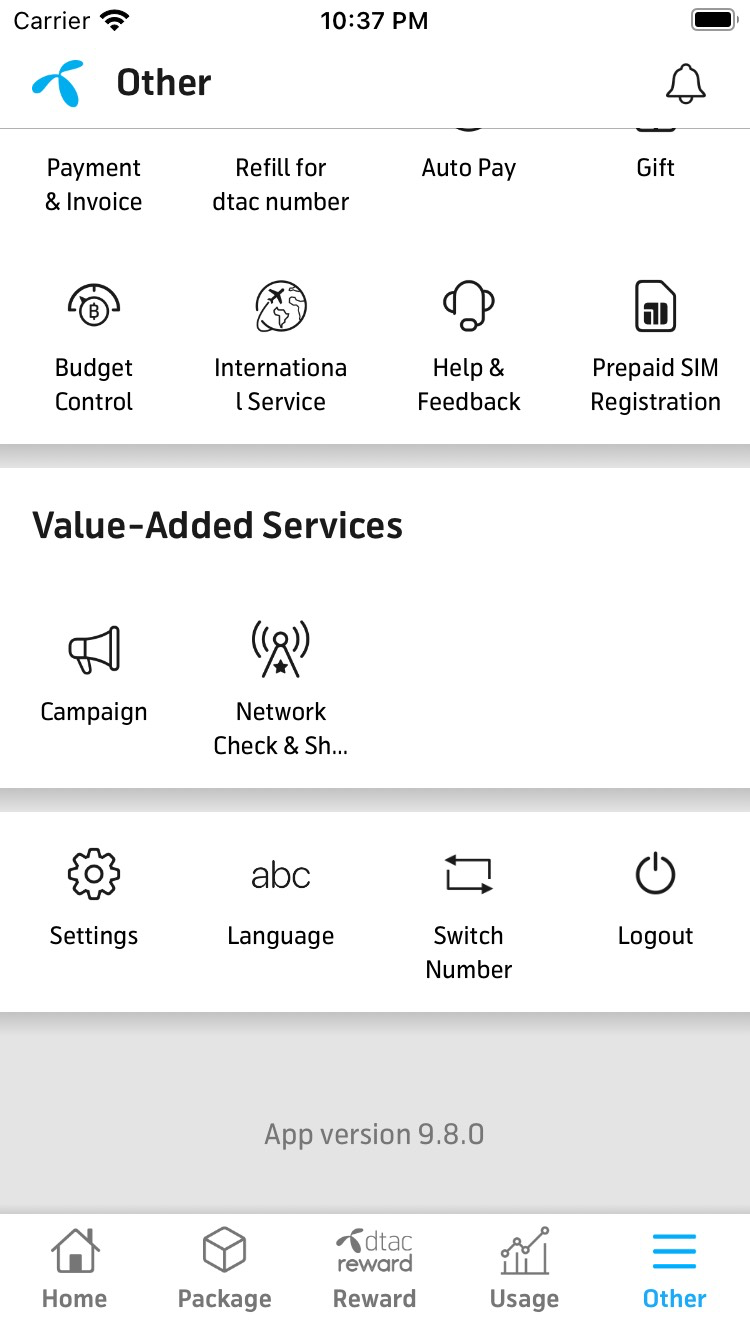 Carrier 10:37 PM
Other
Payment
& Invoice
Refill for
dtac number
Auto Pay
Gift
฿
Budget
Control
Internationa
l Service
Help &
Feedback
Prepaid SIM
Registration
Value-Added Services
Campaign
Network
Check & Sh...
Settings
abc
Language
Switch
Number
Logout
App version 9.8.0
Home
Package
dtac
reward
Reward
Usage
Other